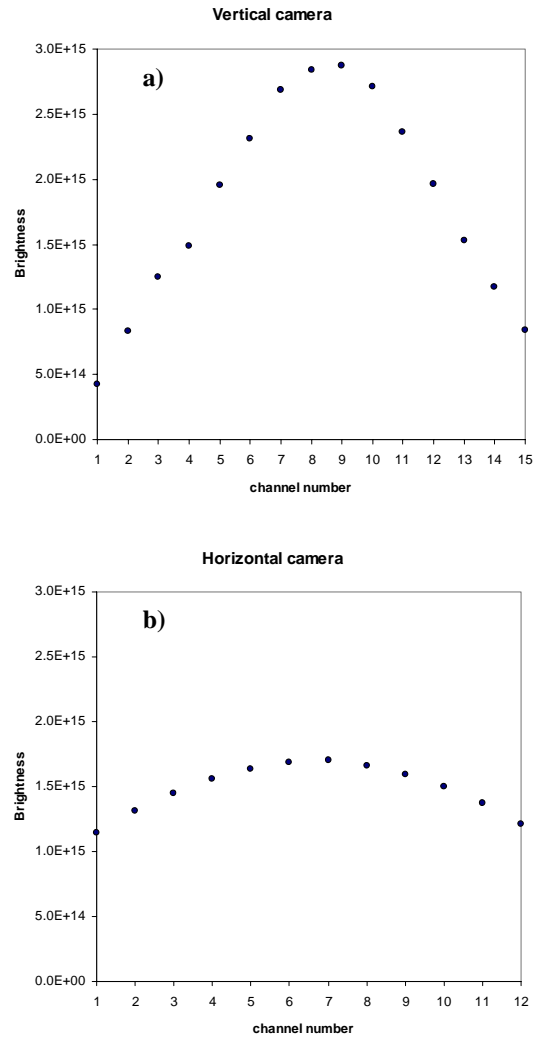 Vertical camera
a)
3.0E+15
2.5E+15
2.0E+15
1.5E+15
1.0E+15
5.0E+14
0.0E+00
Brightness
1 2 3 4 5 6 7 8 9 10 11 12 13 14 15
channel number
Horizontal camera
b)
3.0E+15
2.5E+15
2.0E+15
1.5E+15
1.0E+15
5.0E+14
0.0E+00
Brightness
1 2 3 4 5 6 7 8 9 10 11 12
channel number